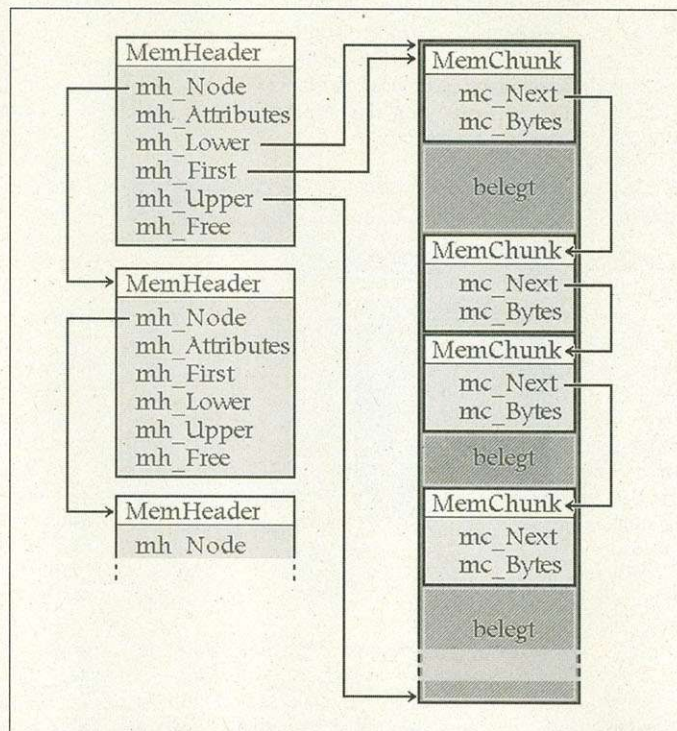 MemHeader
mh_Node
mh_Attributes
mh_Lower
mh_First
mh_Upper
mh_Free
MemHeader
mh_Node
mh_Attributes
mh_First
mh_Lower
mh_Upper
mh_Free
MemHeader
mh_Node
MemChunk
mc_Next
mc_Bytes
belegt
MemChunk
mc_Next
mc_Bytes
MemChunk
mc_Next
mc_Bytes
belegt
MemChunk
mc_Next
mc_Bytes
belegt